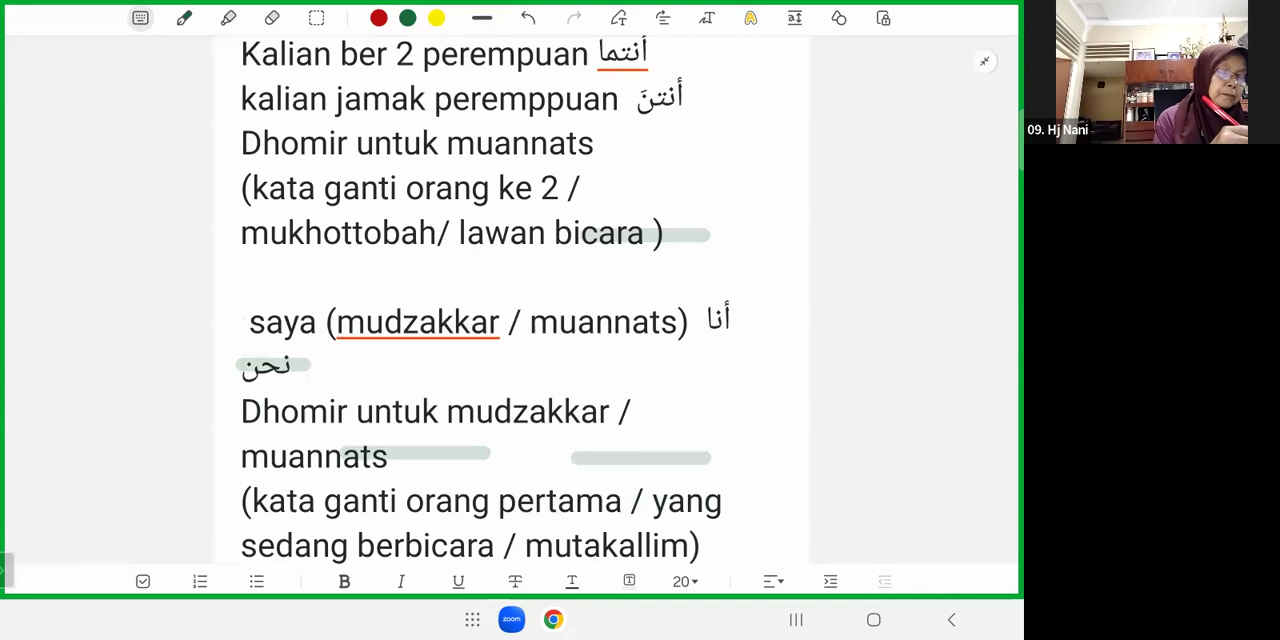 Kalian ber 2 perempuan أنتما
kalian jamak peremppuan أنتنَ
Dhomir untuk muannats
(kata ganti orang ke 2 /
mukhottobah/ lawan bicara )
saya (mudzakkar / muannats) أنا
نحن
Dhomir untuk mudzakkar /
muannats
(kata ganti orang pertama / yang
sedang berbicara / mutakallim)
B I U T T T 20
zoom
09. Hj Nani